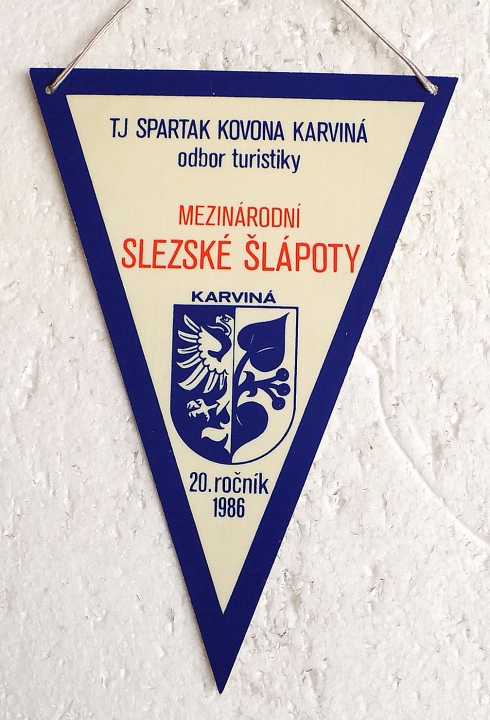 TJ SPARTAK KOVONA KARVINÁ
odbor turistiky
MEZINÁRODNÍ
SLEZSKÉ ŠLÁPOTY
KARVINÁ
20. ročník
1986